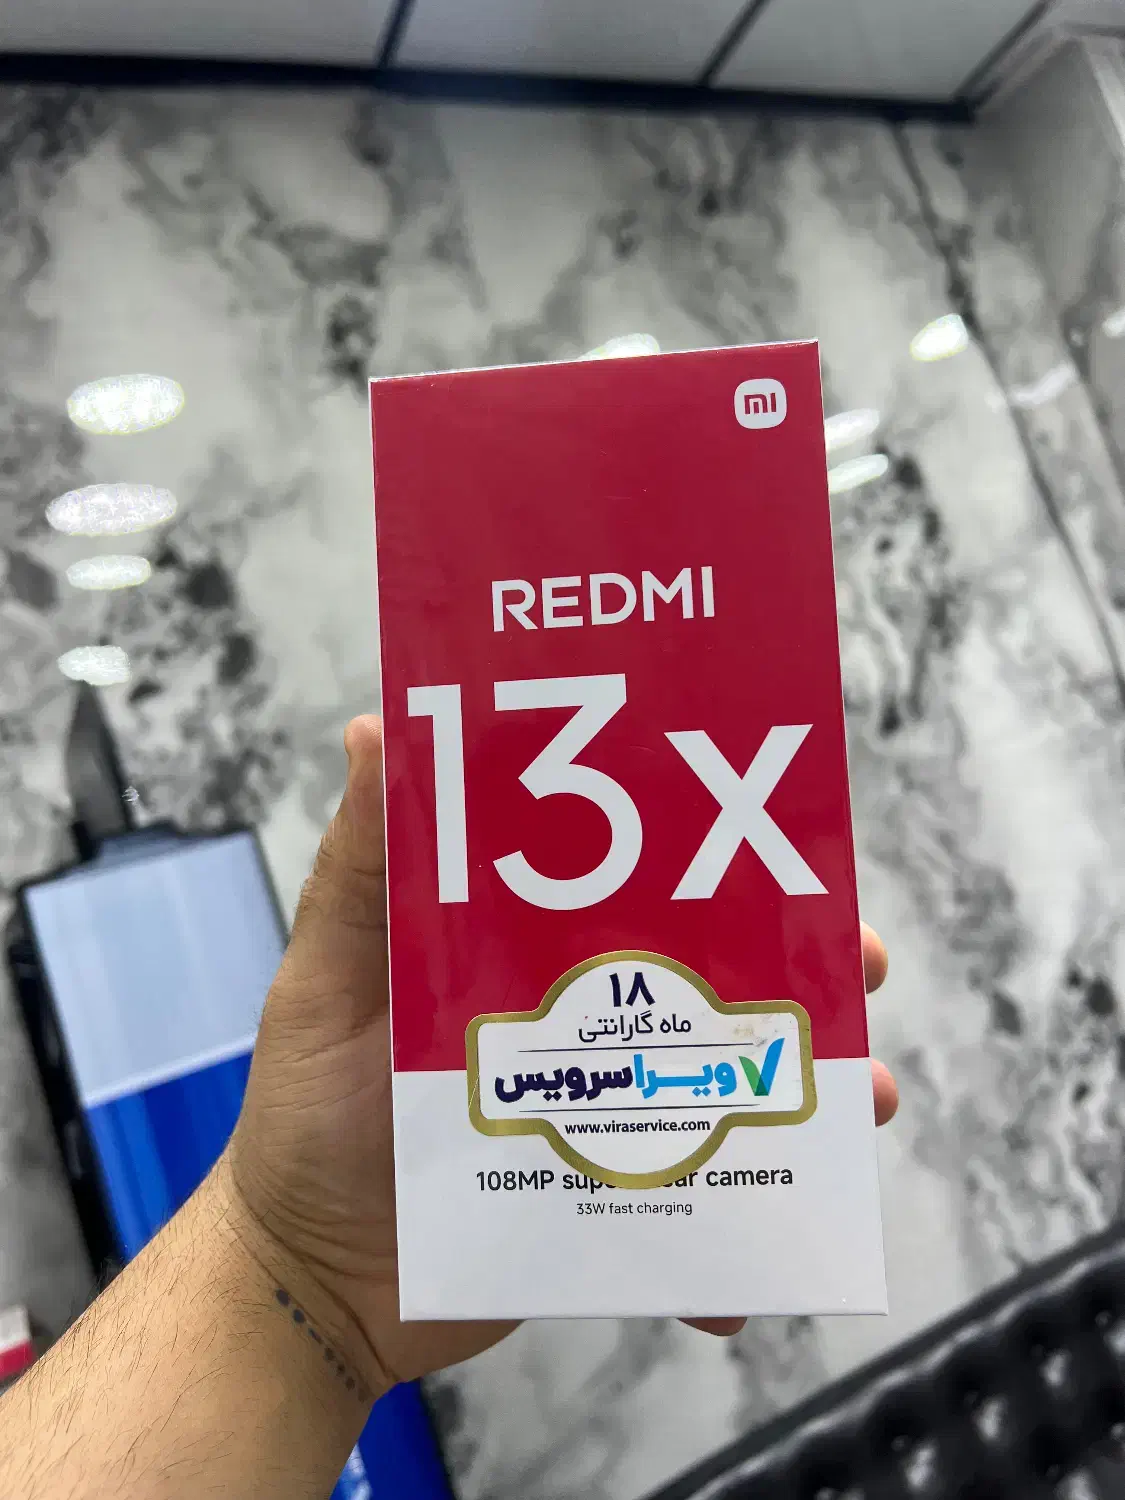 mi
REDMI
13x
۱۸
ماه گارانتی
ویراسرویس
www.viraservice.com
108MP camera
33W fast charging